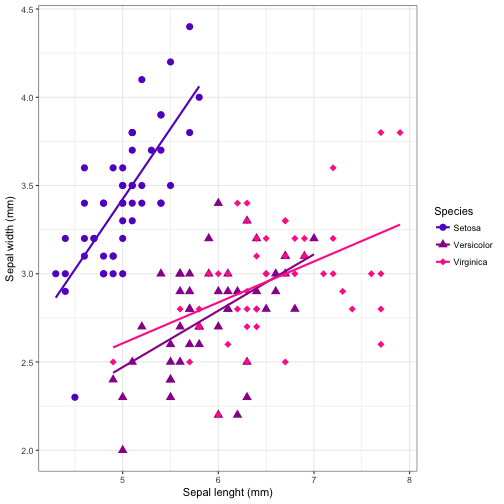 4.5
4.0
3.5
3.0
2.5
2.0
Sepal width (mm)
5
6
7
8
Sepal lenght (mm)
Species
Setosa
Versicolor
Virginica